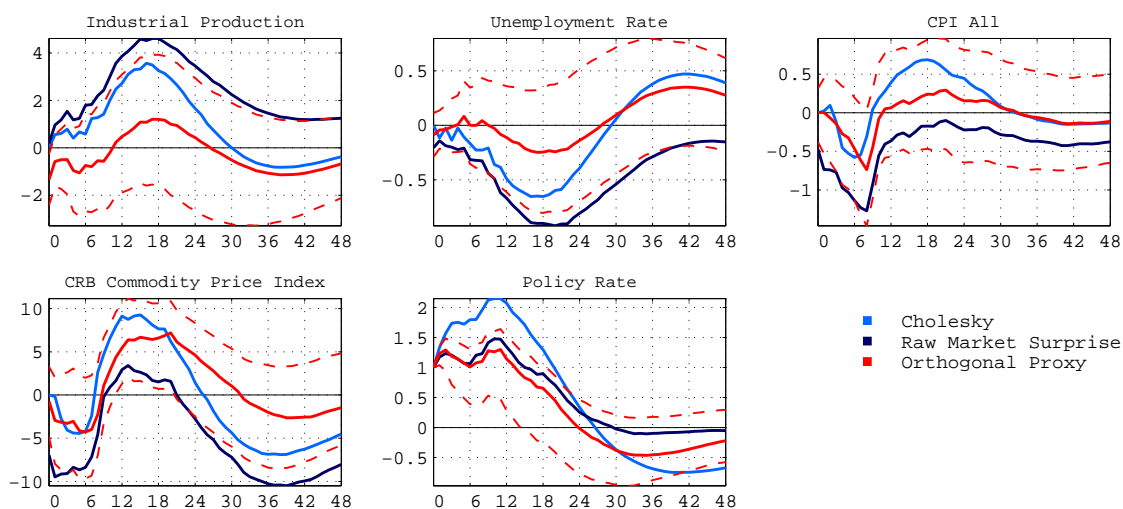 Industrial Production
4
2
0
−2
0 6 12 18 24 30 36 42 48
Unemployment Rate
0.5
0
−0.5
0 6 12 18 24 30 36 42 48
CPI All
0.5
0
−0.5
−1
0 6 12 18 24 30 36 42 48
CRB Commodity Price Index
10
5
0
−5
−10
0 6 12 18 24 30 36 42 48
Policy Rate
2
1.5
1
0.5
0
−0.5
0 6 12 18 24 30 36 42 48
Cholesky
Raw Market Surprise
Orthogonal Proxy